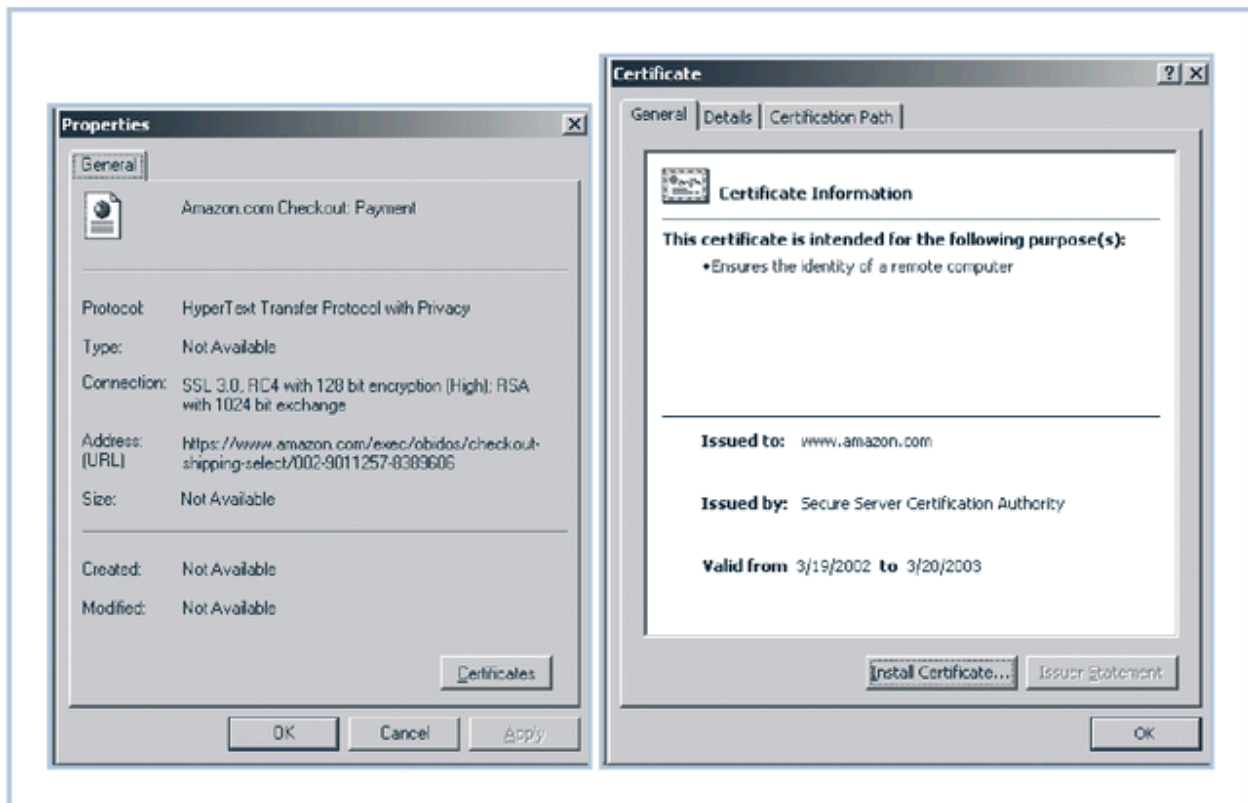 Properties
General
Amazon.com Checkout: Payment
Protocol: HyperText Transfer Protocol with Privacy
Type: Not Available
Connection: SSL 3.0, RC4 with 128 bit encryption (High); RSA
with 1024 bit exchange
Address: https://www.amazon.com/exec/obidos/checkout-
(URL) shipping-select/002-9011257-8389606
Size: Not Available
Created: Not Available
Modified: Not Available
Certificates
OK Cancel Apply
Certificate
General Details Certification Path
Certificate Information
This certificate is intended for the following purpose(s):
•Ensures the identity of a remote computer
Issued to: www.amazon.com
Issued by: Secure Server Certification Authority
Valid from 3/19/2002 to 3/20/2003
Install Certificate... Issuer Statement
OK